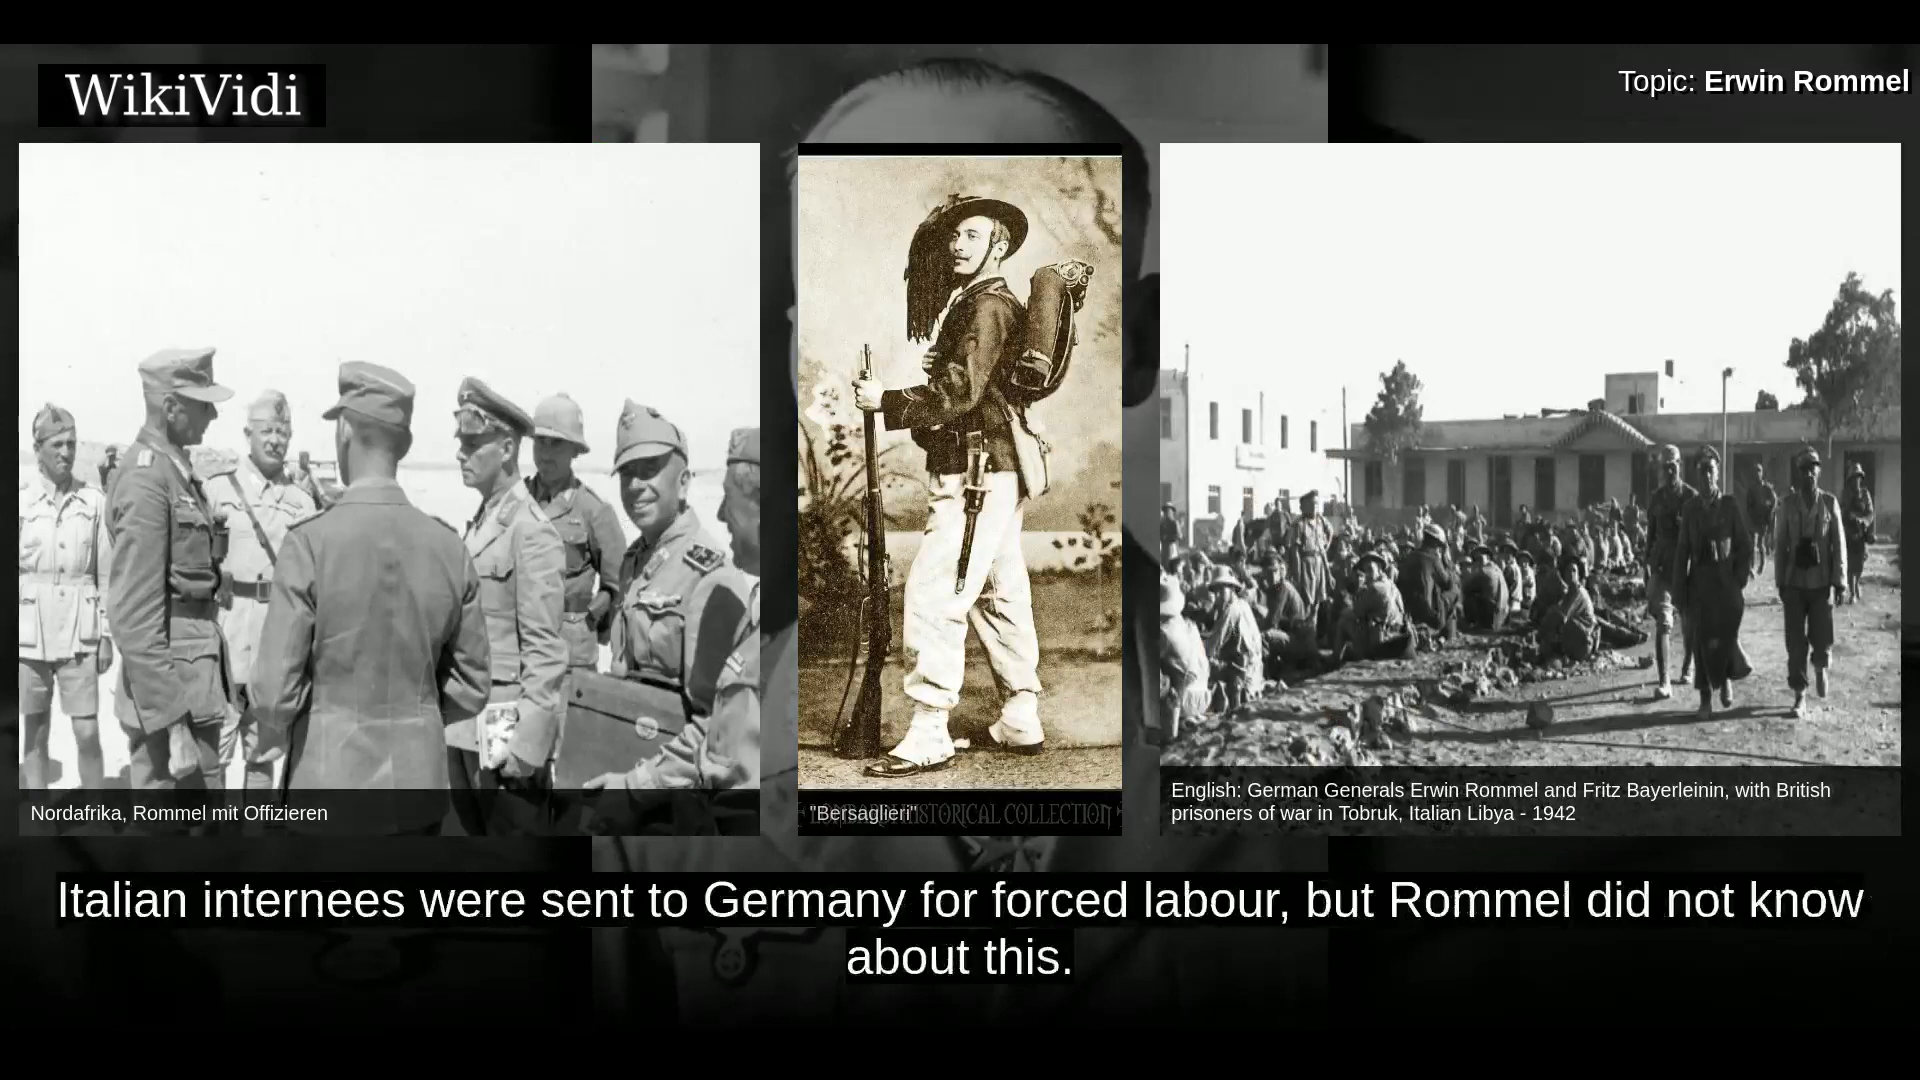 WikiVidi
Topic: Erwin Rommel
Nordafrika, Rommel mit Offizieren
"Bersaglieri"
HISTORICAL COLLECTION
English: German Generals Erwin Rommel and Fritz Bayerleinin, with British
prisoners of war in Tobruk, Italian Libya - 1942
Italian internees were sent to Germany for forced labour, but Rommel did not know
about this.